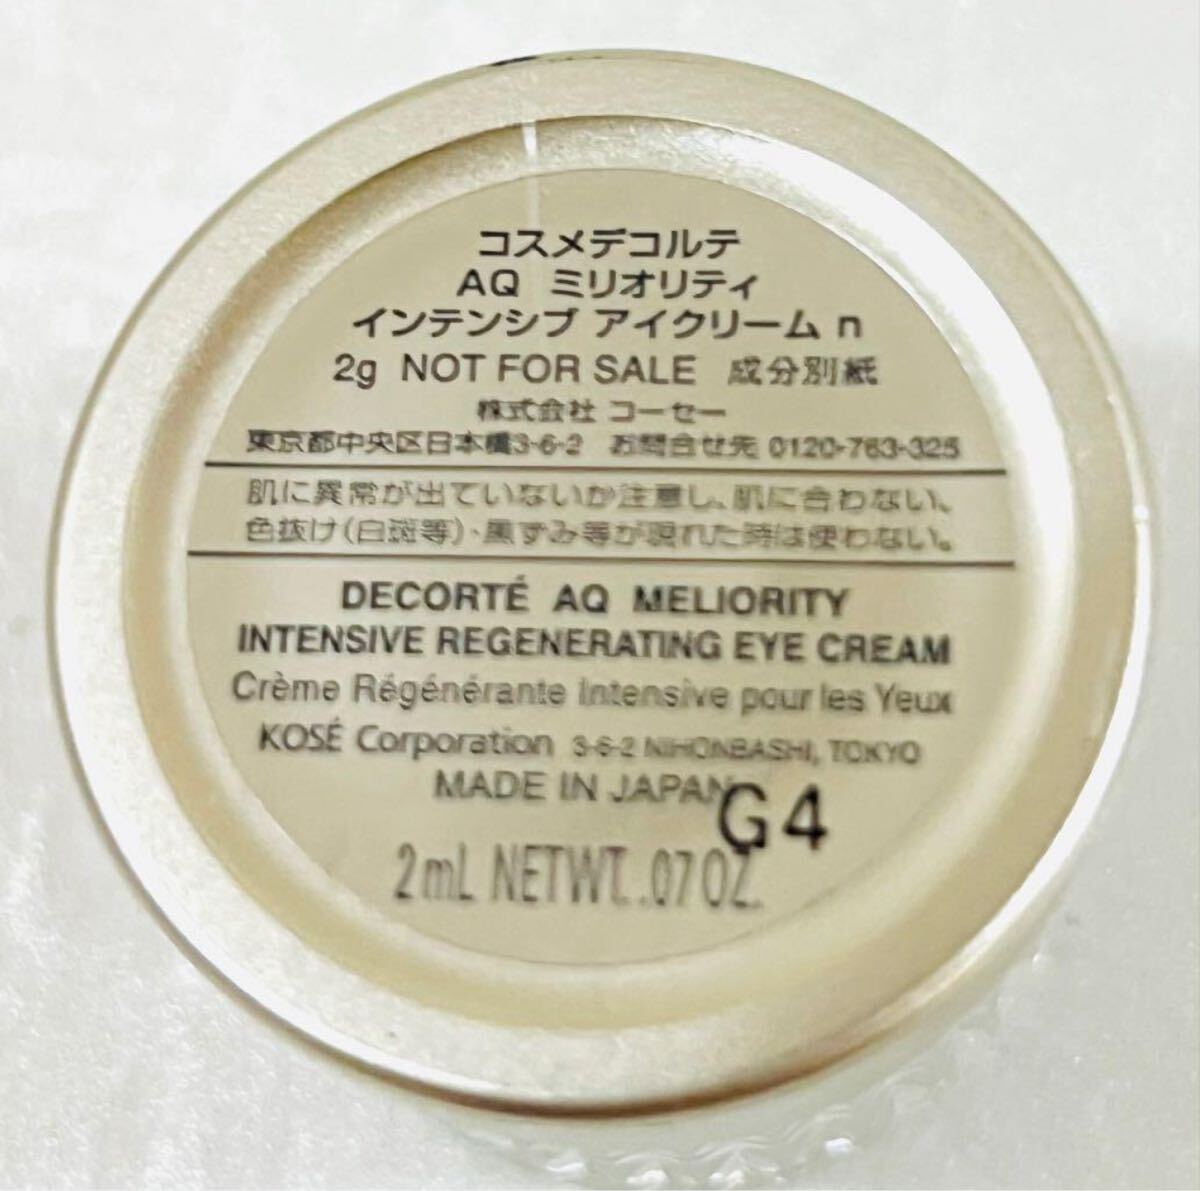 コスメデコルテ
AQ ミリオリティ
インテンシブ アイクリーム n
2g NOT FOR SALE 成分別紙
株式会社 コーセー
東京都中央区日本橋3-6-2 お問合せ先 0120-763-325
肌に異常が出ていないか注意し、肌に合わない、
色抜け(白斑等)・黒ずみ等が現れた時は使わない。
DECORTÉ AQ MELIORITY
INTENSIVE REGENERATING EYE CREAM
Crème Régénérante Intensive pour les Yeux
KOSÉ Corporation 3-6-2 NIHONBASHI, TOKYO
MADE IN JAPAN
G4
2mL NETWT. .07OZ.